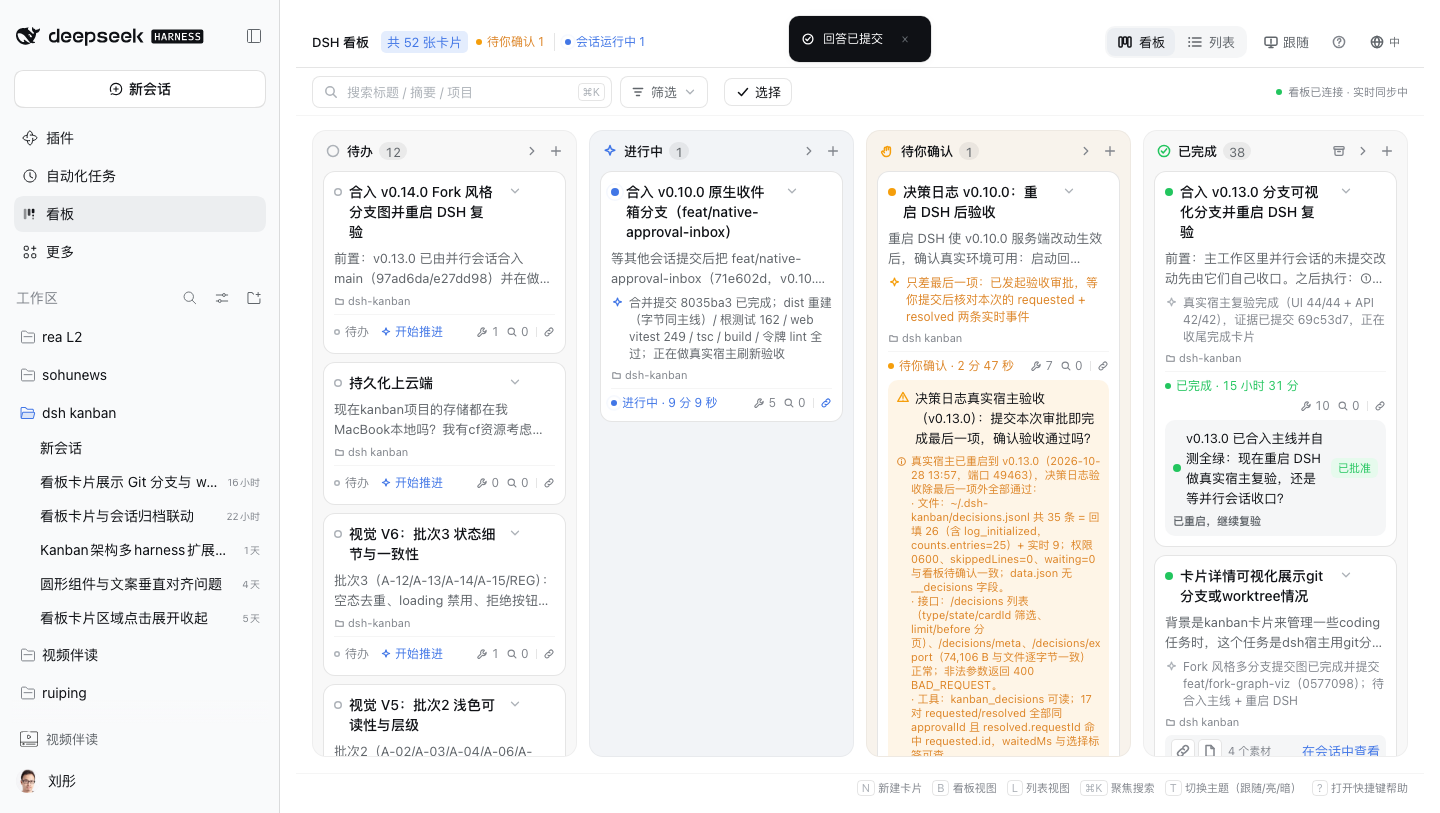 deepseek HARNESS
新会话
插件
自动化任务
看板
更多
工作区
rea L2
sohunews
dsh kanban
新会话
看板卡片展示 Git 分支与 w... 16小时
看板卡片与会话归档联动 22小时
Kanban架构多harness扩展... 1天
圆形组件与文案垂直对齐问题 4天
看板卡片区域点击展开收起 5天
视频伴读
ruiping
视频伴读
刘彤
DSH 看板 共 52 张卡片 待你确认 1 会话运行中 1
回答已提交 ×
看板 列表 跟随 中
搜索标题 / 摘要 / 项目 ⌘K 筛选 选择
看板已连接 · 实时同步中
待办 12
合入 v0.14.0 Fork 风格
分支图并重启 DSH 复
验
前置：v0.13.0 已由并行会话合入
main（97ad6da/e27dd98）并在做...
dsh-kanban
待办 开始推进 1 0
持久化上云端
现在kanban项目的存储都在我
MacBook本地吗？我有cf资源考虑...
dsh kanban
待办 开始推进 0 0
视觉 V6：批次3 状态细
节与一致性
批次3（A-12/A-13/A-14/A-15/REG）：
空态去重、loading 禁用、拒绝按钮...
dsh-kanban
待办 开始推进 1 0
视觉 V5：批次2 浅色可
读性与层级
批次2（A-02/A-03/A-04/A-06/A-
进行中 1
合入 v0.10.0 原生收件
箱分支（feat/native-
approval-inbox）
等其他会话提交后把 feat/native-
approval-inbox（71e602d，v0.10....
合并提交 8035ba3 已完成；dist 重建
（字节同主线）/ 根测试 162 / web
vitest 249 / tsc / build / 令牌 lint 全
过；正在做真实宿主刷新验收
dsh-kanban
进行中 · 9 分 9 秒 5 0
待你确认 1
决策日志 v0.10.0：重
启 DSH 后验收
重启 DSH 使 v0.10.0 服务端改动生效
后，确认真实环境可用：启动回...
只差最后一项：已发起验收审批，等
你提交后核对本次的 requested +
resolved 两条实时事件
dsh kanban
待你确认 · 2 分 47 秒 7 0
决策日志真实宿主验收
（v0.13.0）：提交本次审批即完
成最后一项，确认验收通过吗？
真实宿主已重启到 v0.13.0（2026-10-
28 13:57，端口 49463），决策日志验
收除最后一项外全部通过：
· 文件：~/.dsh-
kanban/decisions.jsonl 共 35 条 = 回
填 26（含 log_initialized,
counts.entries=25）+ 实时 9；权限
0600、skippedLines=0、waiting=0
与看板待确认一致；data.json 无
__decisions 字段。
· 接口：/decisions 列表
（type/state/cardId 筛选、
limit/before 分
页）、/decisions/meta、/decisions/ex
port（74,106 B 与文件逐字节一致）
正常；非法参数返回 400
BAD_REQUEST。
· 工具：kanban_decisions 可读；17
对 requested/resolved 全部同
approvalId 且 resolved.requestId 命
中 requested.id，waitedMs 与选择标
已完成 38
合入 v0.13.0 分支可视
化分支并重启 DSH 复
验
前置：主工作区里并行会话的未提交改
动先由它们自己收口。之后执行：①...
真实宿主复验完成（UI 44/44 + API
42/42），证据已提交 69c53d7，正在
收尾完成卡片
dsh-kanban
已完成 · 15 小时 31 分
10 0
v0.13.0 已合入主线并自
测全绿：现在重启 DSH
做真实宿主复验，还是
等并行会话收口？
已批准
已重启，继续复验
卡片详情可视化展示git
分支或worktree情况
背景是kanban卡片来管理一些coding
任务时，这个任务是dsh宿主用git分...
Fork 风格多分支提交图已完成并提交
feat/fork-graph-viz（0577098）；待
合入主线 + 重启 DSH
dsh kanban
4 个素材 在会话中查看
N 新建卡片 B 看板视图 L 列表视图 ⌘K 聚焦搜索 T 切换主题（跟随/亮/暗） ? 打开快捷键帮助